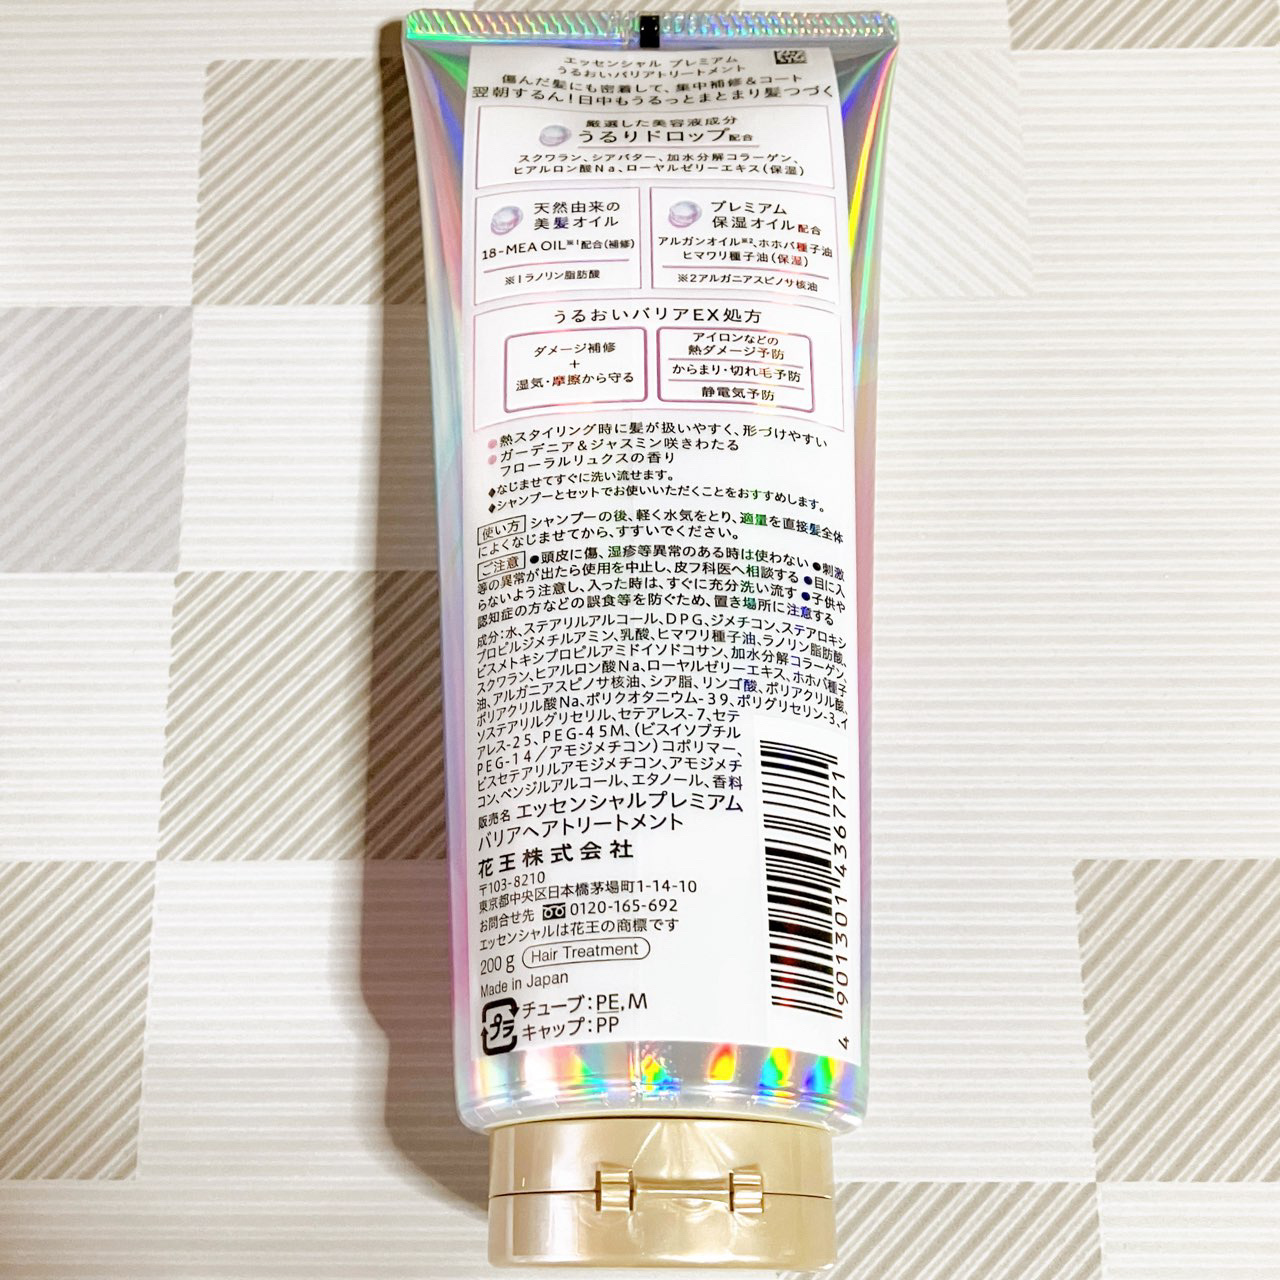 エッセンシャル プレミアム
うるおいバリアトリートメント
傷んだ髪にも密着して、集中補修&コート
翌朝するん!日中もうるっとまとまり髪つづく
厳選した美容液成分
うるりドロップ配合
スクワラン、シアバター、加水分解コラーゲン、
ヒアルロン酸Na、ローヤルゼリーエキス(保湿)
天然由来の
美髪オイル
18-MEA OIL※1配合(補修)
※1ラノリン脂肪酸
プレミアム
保湿オイル配合
アルガンオイル※2、ホホバ種子油
ヒマワリ種子油(保湿)
※2アルガニアスピノサ核油
うるおいバリアEX処方
ダメージ補修
+
湿気・摩擦から守る
アイロンなどの
熱ダメージ予防
からまり・切れ毛予防
静電気予防
●熱スタイリング時に髪が扱いやすく、形づけやすい
●ガーデニア&ジャスミン咲きわたる
フローラルリュクスの香り
◆なじませてすぐに洗い流せます。
◆シャンプーとセットでお使いいただくことをおすすめします。
使い方 シャンプーの後、軽く水気をとり、適量を直接髪全体
によくなじませてから、すすいでください。
ご注意 ●頭皮に傷、湿疹等異常のある時は使わない ●刺激
等の異常が出たら使用を中止し、皮フ科医へ相談する ●目に入
らないよう注意し、入った時は、すぐに充分洗い流す ●子供や
認知症の方などの誤食等を防ぐため、置き場所に注意する
成分:水、ステアリルアルコール、DPG、ジメチコン、ステアロキシ
プロピルジメチルアミン、乳酸、ヒマワリ種子油、ラノリン脂肪酸、
ビスメトキシプロピルアミドイソドコサン、加水分解コラーゲン、
スクワラン、ヒアルロン酸Na、ローヤルゼリーエキス、ホホバ種子
油、アルガニアスピノサ核油、シア脂、リンゴ酸、ポリアクリル酸、
ポリアクリル酸Na、ポリクオタニウム-39、ポリグリセリン-3、イ
ソステアリルグリセリル、セテアレス-7、セテ
アレス-25、PEG-45M、(ビスイソブチル
PEG-14/アモジメチコン)コポリマー、
ビスセテアリルアモジメチコン、アモジメチ
コン、ベンジルアルコール、エタノール、香料
販売名 エッセンシャルプレミアム
バリアヘアトリートメント
花王株式会社
〒103-8210
東京都中央区日本橋茅場町1-14-10
お問合せ先 0120-165-692
エッセンシャルは花王の商標です
200 g Hair Treatment
Made in Japan
プラ
チューブ:PE,M
キャップ:PP
4 901301 436771